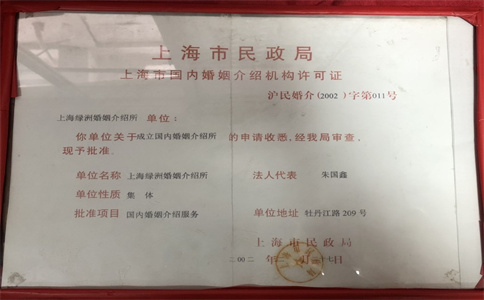 上海市民政局
上海市国内婚姻介绍机构许可证
沪民婚介(2002 )字第011号
上海绿洲婚姻介绍所 单位:
你单位关于成立国内婚姻介绍所 的申请收悉,经我局审查,
现予批准。
单位名称 上海绿洲婚姻介绍所 法人代表 朱国鑫
单位性质 集 体
批准项目 国内婚姻介绍服务 单位地址 牡丹江路 209 号
上海市民政局
年 月 日